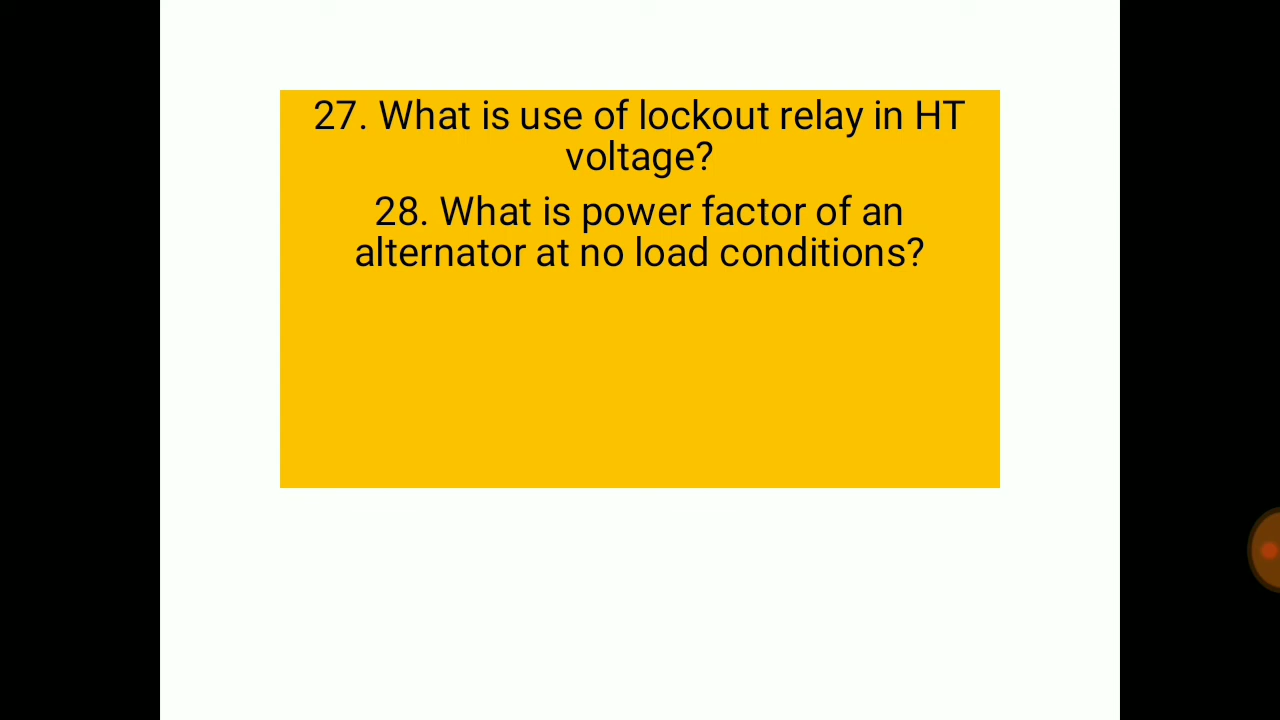 27. What is use of lockout relay in HT
voltage?
28. What is power factor of an
alternator at no load conditions?